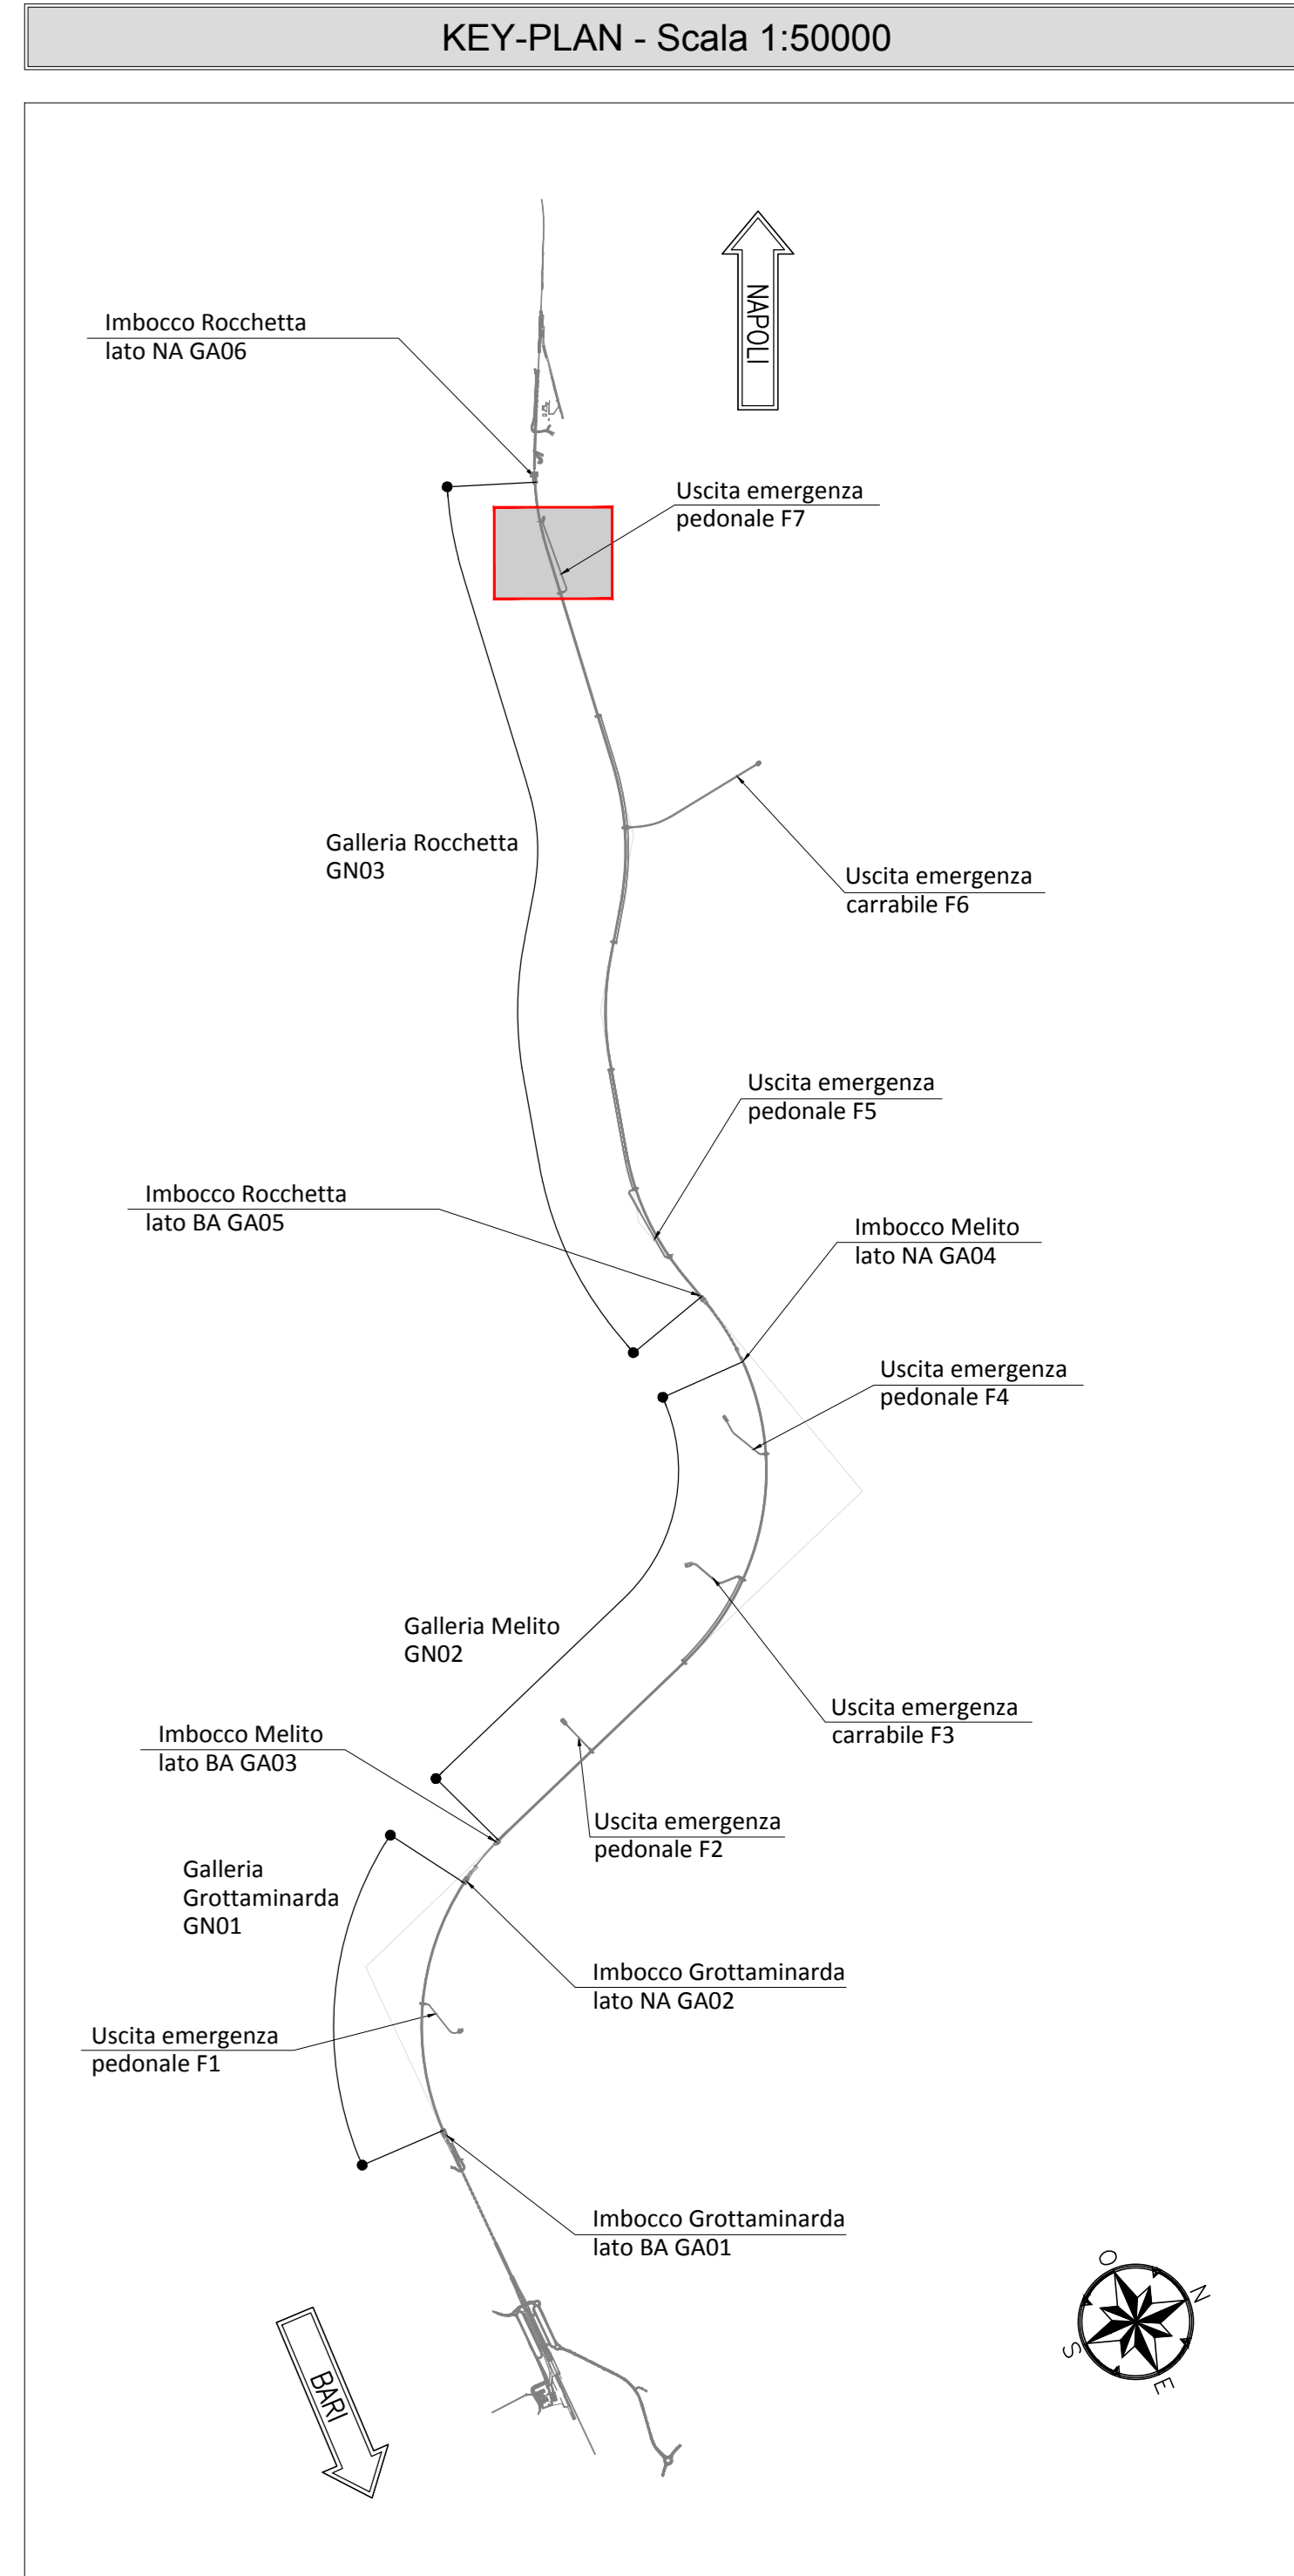 KEY-PLAN - Scala 1:50000
NAPOLI
Imbocco Rocchetta
lato NA GA06
Uscita emergenza
pedonale F7
Galleria Rocchetta
GN03
Uscita emergenza
carrabile F6
Uscita emergenza
pedonale F5
Imbocco Rocchetta
lato BA GA05
Imbocco Melito
lato NA GA04
Uscita emergenza
pedonale F4
Galleria Melito
GN02
Uscita emergenza
carrabile F3
Imbocco Melito
lato BA GA03
Uscita emergenza
pedonale F2
Galleria
Grottaminarda
GN01
Imbocco Grottaminarda
lato NA GA02
Uscita emergenza
pedonale F1
Imbocco Grottaminarda
lato BA GA01
O
N
S
E
BARI